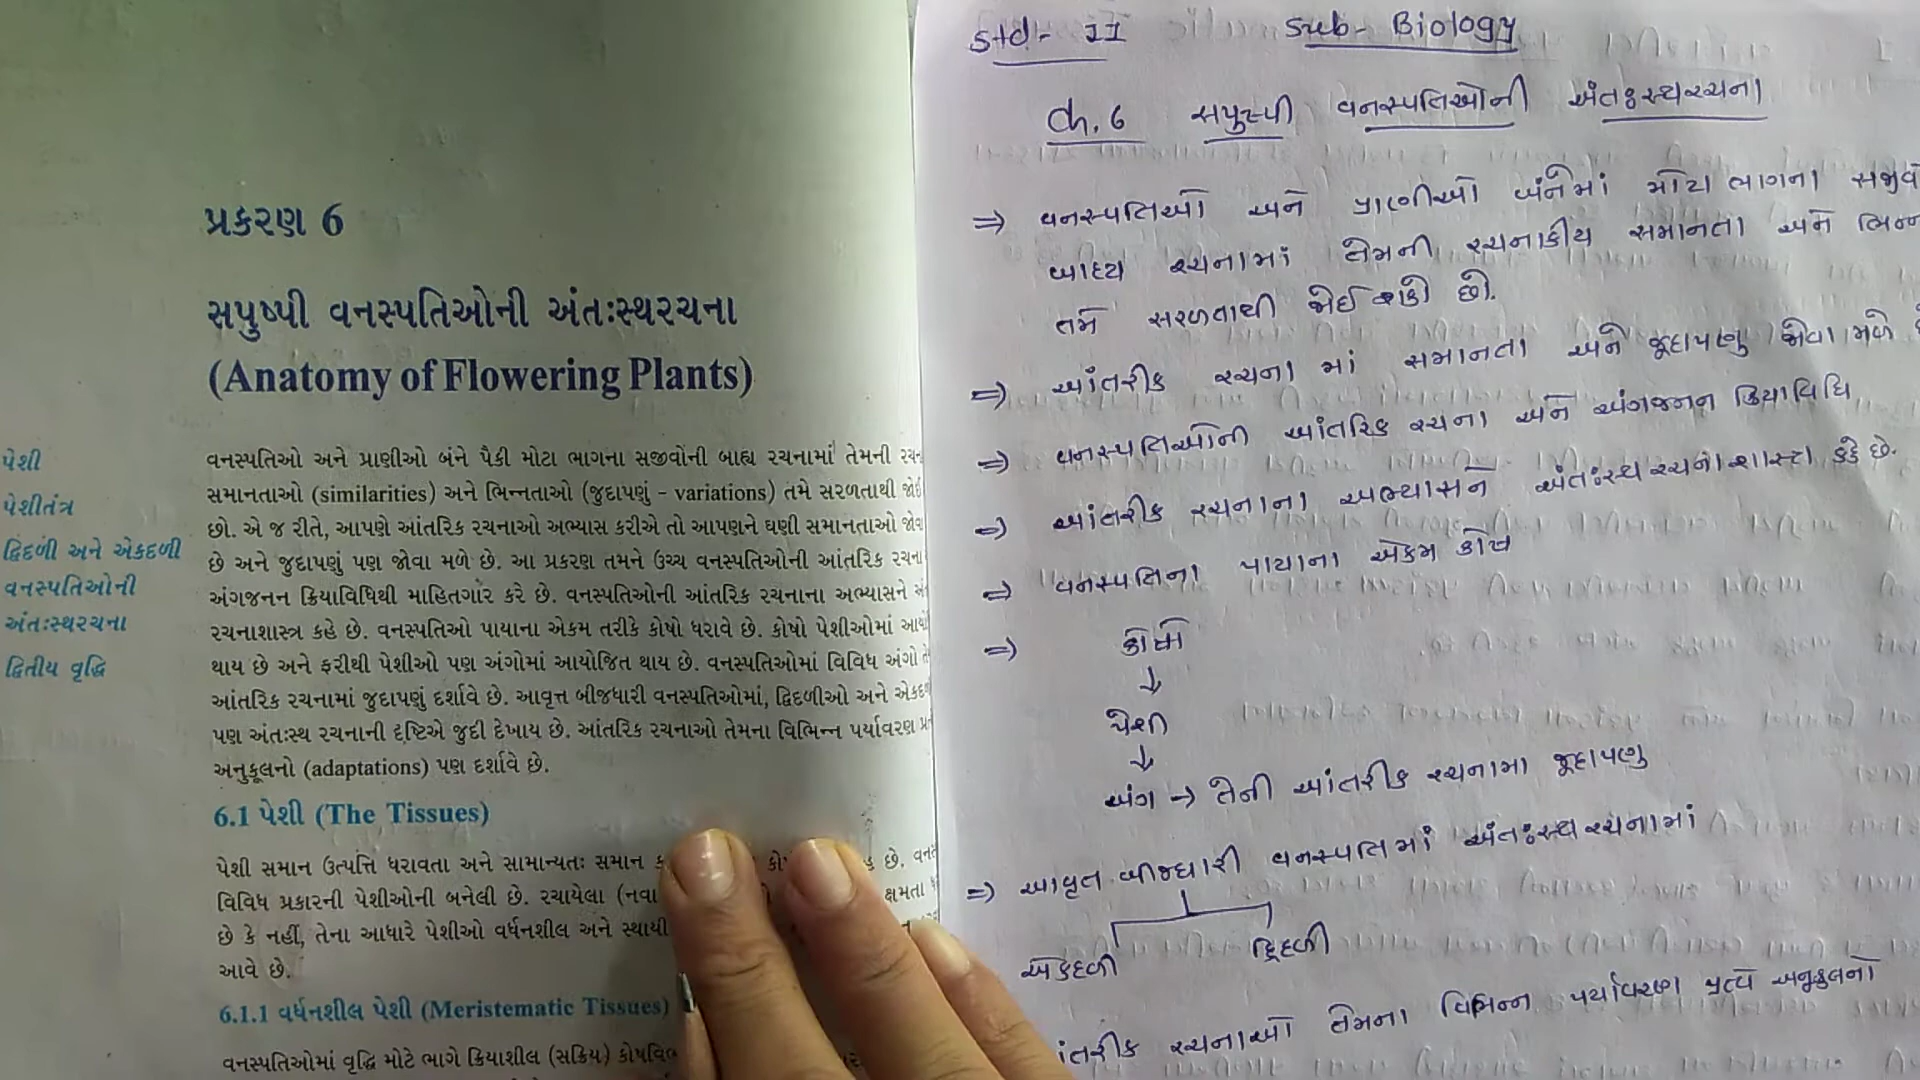 પ્રકરણ 6
સપુષ્પી વનસ્પતિઓની અંતઃસ્થરચના
(Anatomy of Flowering Plants)
પેશી
પેશીતંત્ર
દ્વિદળી અને એકદળી
વનસ્પતિઓની
અંતઃસ્થરચના
દ્વિતીય વૃદ્ધિ
વનસ્પતિઓ અને પ્રાણીઓ બંને પૈકી મોટા ભાગના સજીવોની બાહ્ય રચનામાં તેમની
સમાનતાઓ (similarities) અને ભિન્નતાઓ (જુદાપણું - variations) તમે સરળતાથી
છો. એ જ રીતે, આપણે આંતરિક રચનાઓ અભ્યાસ કરીએ તો આપણને ઘણી સમાનતાઓ
છે અને જુદાપણું પણ જોવા મળે છે. આ પ્રકરણ તમને ઉચ્ચ વનસ્પતિઓની આંતરિક
અંગજનન ક્રિયાવિધિથી માહિતગાર કરે છે. વનસ્પતિઓની આંતરિક રચનાના અભ્યાસને
રચનાશાસ્ત્ર કહે છે. વનસ્પતિઓ પાયાના એકમ તરીકે કોષો ધરાવે છે. કોષો પેશીઓમાં
થાય છે અને ફરીથી પેશીઓ પણ અંગોમાં આયોજિત થાય છે. વનસ્પતિઓમાં વિવિધ અંગો
આંતરિક રચનામાં જુદાપણું દર્શાવે છે. આવૃત્ત બીજધારી વનસ્પતિઓમાં, દ્વિદળીઓ અને
પણ અંતઃસ્થ રચનાની દૃષ્ટિએ જુદી દેખાય છે. આંતરિક રચનાઓ તેમના વિભિન્ન પર્યાવરણ
અનુકૂલનો (adaptations) પણ દર્શાવે છે.
6.1 પેશી (The Tissues)
પેશી સમાન ઉત્પત્તિ ધરાવતા અને સામાન્યતઃ સમાન છે.
વિવિધ પ્રકારની પેશીઓની બનેલી છે. રચાયેલા (નવા ક્ષમતા
છે કે નહીં, તેના આધારે પેશીઓ વર્ધનશીલ અને સ્થાયી
આવે છે.
6.1.1 વર્ધનશીલ પેશી (Meristematic Tissues)
વનસ્પતિઓમાં વૃદ્ધિ મોટે ભાગે ક્રિયાશીલ (સક્રિય)
Std- 11 Sub- Biology
Ch. 6 સપુષ્પી વનસ્પતિઓની અંતઃસ્થરચના
⇒ વનસ્પતિઓ અને પ્રાણીઓ બંનેમાં મોટા ભાગના
બાહ્ય રચનામાં તેમની રચનાકીય સમાનતા અને
તમે સરળતાથી જોઈ શકો છો.
⇒ આંતરીક રચના માં સમાનતા અને જૂદાપણુ જોવા મળે
⇒ વનસ્પતિઓની આંતરિક રચના અને અંગજનન ક્રિયાવિધિ
⇒ આંતરીક રચનાના અભ્યાસને અંતઃસ્થ રચનાશાસ્ત્ર કહે છે.
⇒ વનસ્પતિના પાયાના એકમ કોષ
⇒ કોષો
↓
પેશી
↓
અંગ → તેની આંતરીક રચનામા જૂદાપણુ
⇒ આવૃત બીજધારી વનસ્પતિમાં અંતઃસ્થ રચનામાં
એકદળી દ્વિદળી
આંતરીક રચનાઓ તેમના વિભિન્ન પર્યાવરણ પ્રત્યે અનુકુલનો